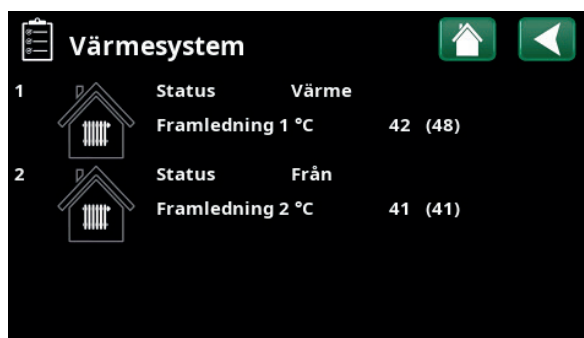 Värmesystem
1 Status Värme
Framledning 1 °C 42 (48)
2 Status Från
Framledning 2 °C 41 (41)